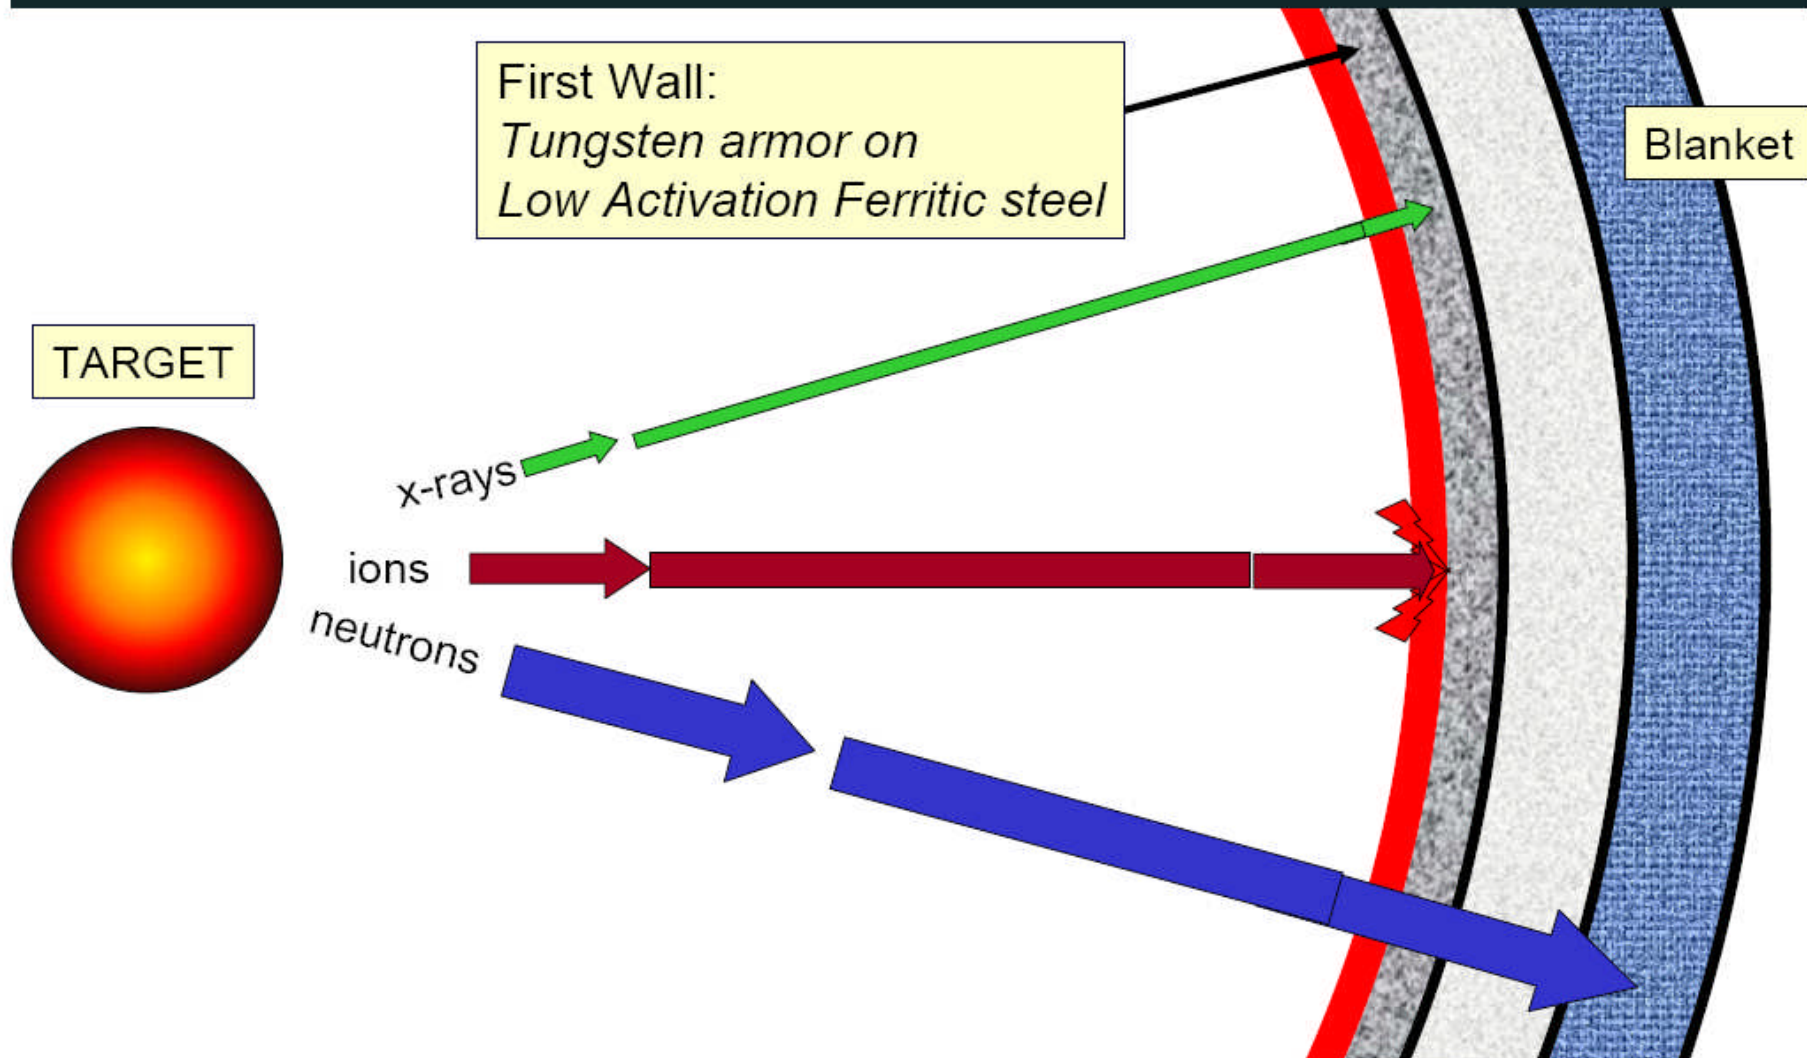 First Wall:
Tungsten armor on
Low Activation Ferritic steel
Blanket
TARGET
x-rays
ions
neutrons